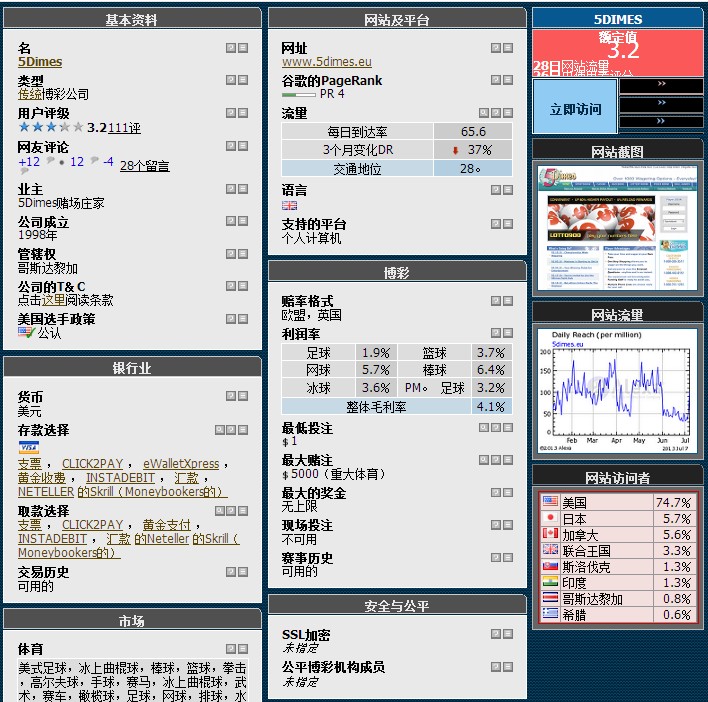 基本资料
名
5Dimes
类型
传统博彩公司
用户评级
3.2111评
网友评论
+12 12 -4 28个留言
业主
5Dimes赌场庄家
公司成立
1998年
管辖权
哥斯达黎加
公司的T&C
点击这里阅读条款
美国选手政策
公认
银行业
货币
美元
存款选择
VISA
支票 , CLICK2PAY , eWalletXpress ,
黄金收费 , INSTADEBIT , 汇款 ,
NETELLER 的Skrill（Moneybookers的）
取款选择
支票 , CLICK2PAY , 黄金支付 ,
INSTADEBIT , 汇款 的Neteller 的Skrill（
Moneybookers的）
交易历史
可用的
市场
体育
美式足球，冰上曲棍球，棒球，篮球，拳击
，高尔夫球，手球，赛马，冰上曲棍球，武
术，赛车，橄榄球，足球，网球，排球，水
网站及平台
网址
www.5dimes.eu
谷歌的PageRank
PR 4
流量
每日到达率 65.6
3个月变化DR 37%
交通地位 28。
语言
支持的平台
个人计算机
博彩
赔率格式
欧盟，英国
利润率
足球 1.9% 篮球 3.7%
网球 5.7% 棒球 6.4%
冰球 3.6% PM。 足球 3.2%
整体毛利率 4.1%
最低投注
$ 1
最大赌注
$ 5000（重大体育）
最大的奖金
无上限
现场投注
不可用
赛事历史
可用的
安全与公平
SSL加密
未指定
公平博彩机构成员
未指定
5DIMES
额定值
3.2
28日网站流量
立即访问
>>
>>
>>
网站截图
5Dimes
网站流量
Daily Reach (per million)
5dimes.eu
200
150
100
50
0
Feb Mar Apr May Jun Jul
©2013 Alexa 2013 Jul 7
网站访问者
美国 74.7%
日本 5.7%
加拿大 5.6%
联合王国 3.3%
斯洛伐克 1.3%
印度 1.3%
哥斯达黎加 0.8%
希腊 0.6%